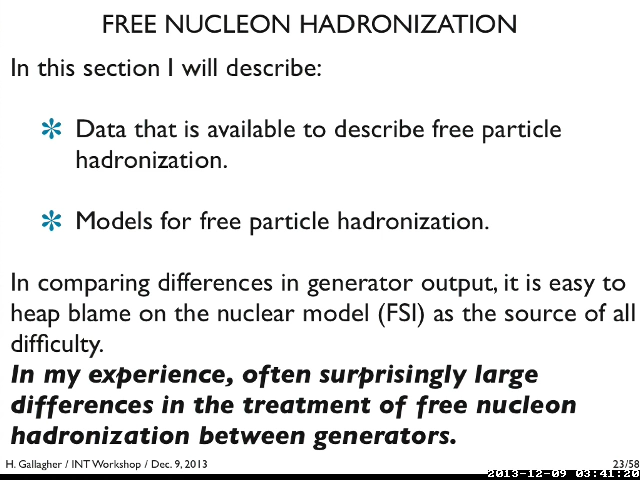 FREE NUCLEON HADRONIZATION
In this section I will describe:
Data that is available to describe free particle
hadronization.
Models for free particle hadronization.
In comparing differences in generator output, it is easy to
heap blame on the nuclear model (FSI) as the source of all
difficulty.
In my experience, often surprisingly large
differences in the treatment of free nucleon
hadronization between generators.
H. Gallagher / INT Workshop / Dec. 9, 2013
23/58
2013-12-09 03:41:20